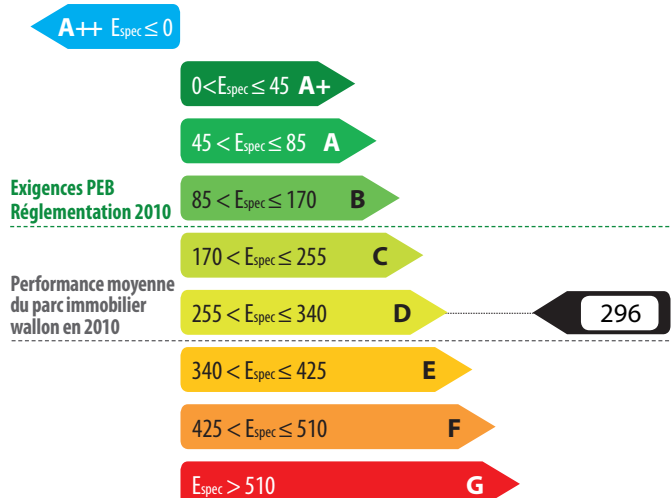 A++ Espec ≤ 0
0<Espec ≤ 45 A+
45 < Espec ≤ 85 A
Exigences PEB
Réglementation 2010
85 < Espec ≤ 170 B
170 < Espec ≤ 255 C
Performance moyenne
du parc immobilier
wallon en 2010
255 < Espec ≤ 340 D
296
340 < Espec ≤ 425 E
425 < Espec ≤ 510 F
Espec > 510 G